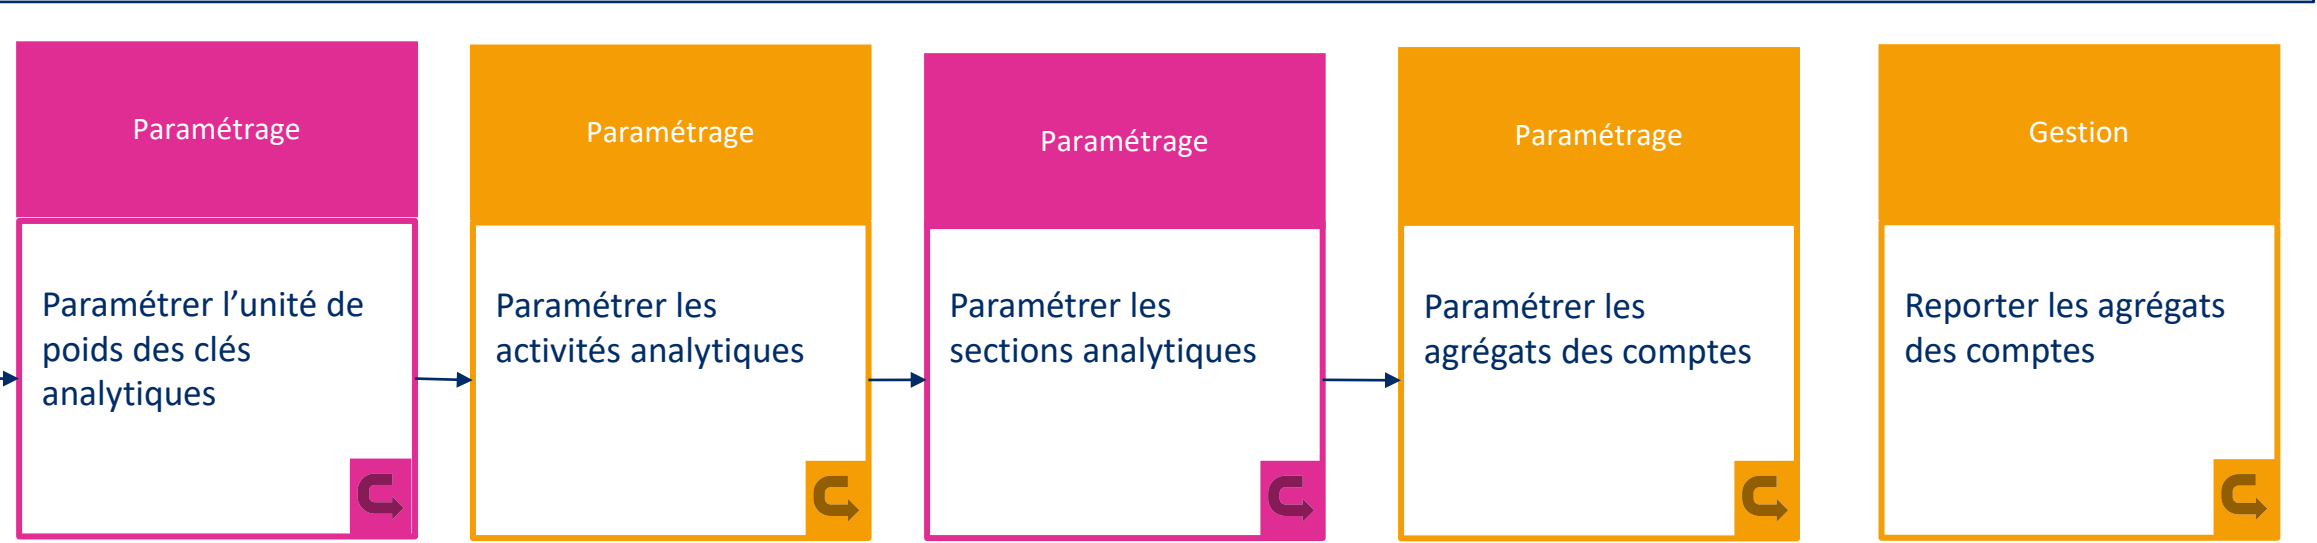 Paramétrage
Paramétrer l’unité de
poids des clés
analytiques
Paramétrage
Paramétrer les
activités analytiques
Paramétrage
Paramétrer les
sections analytiques
Paramétrage
Paramétrer les
agrégats des comptes
Gestion
Reporter les agrégats
des comptes